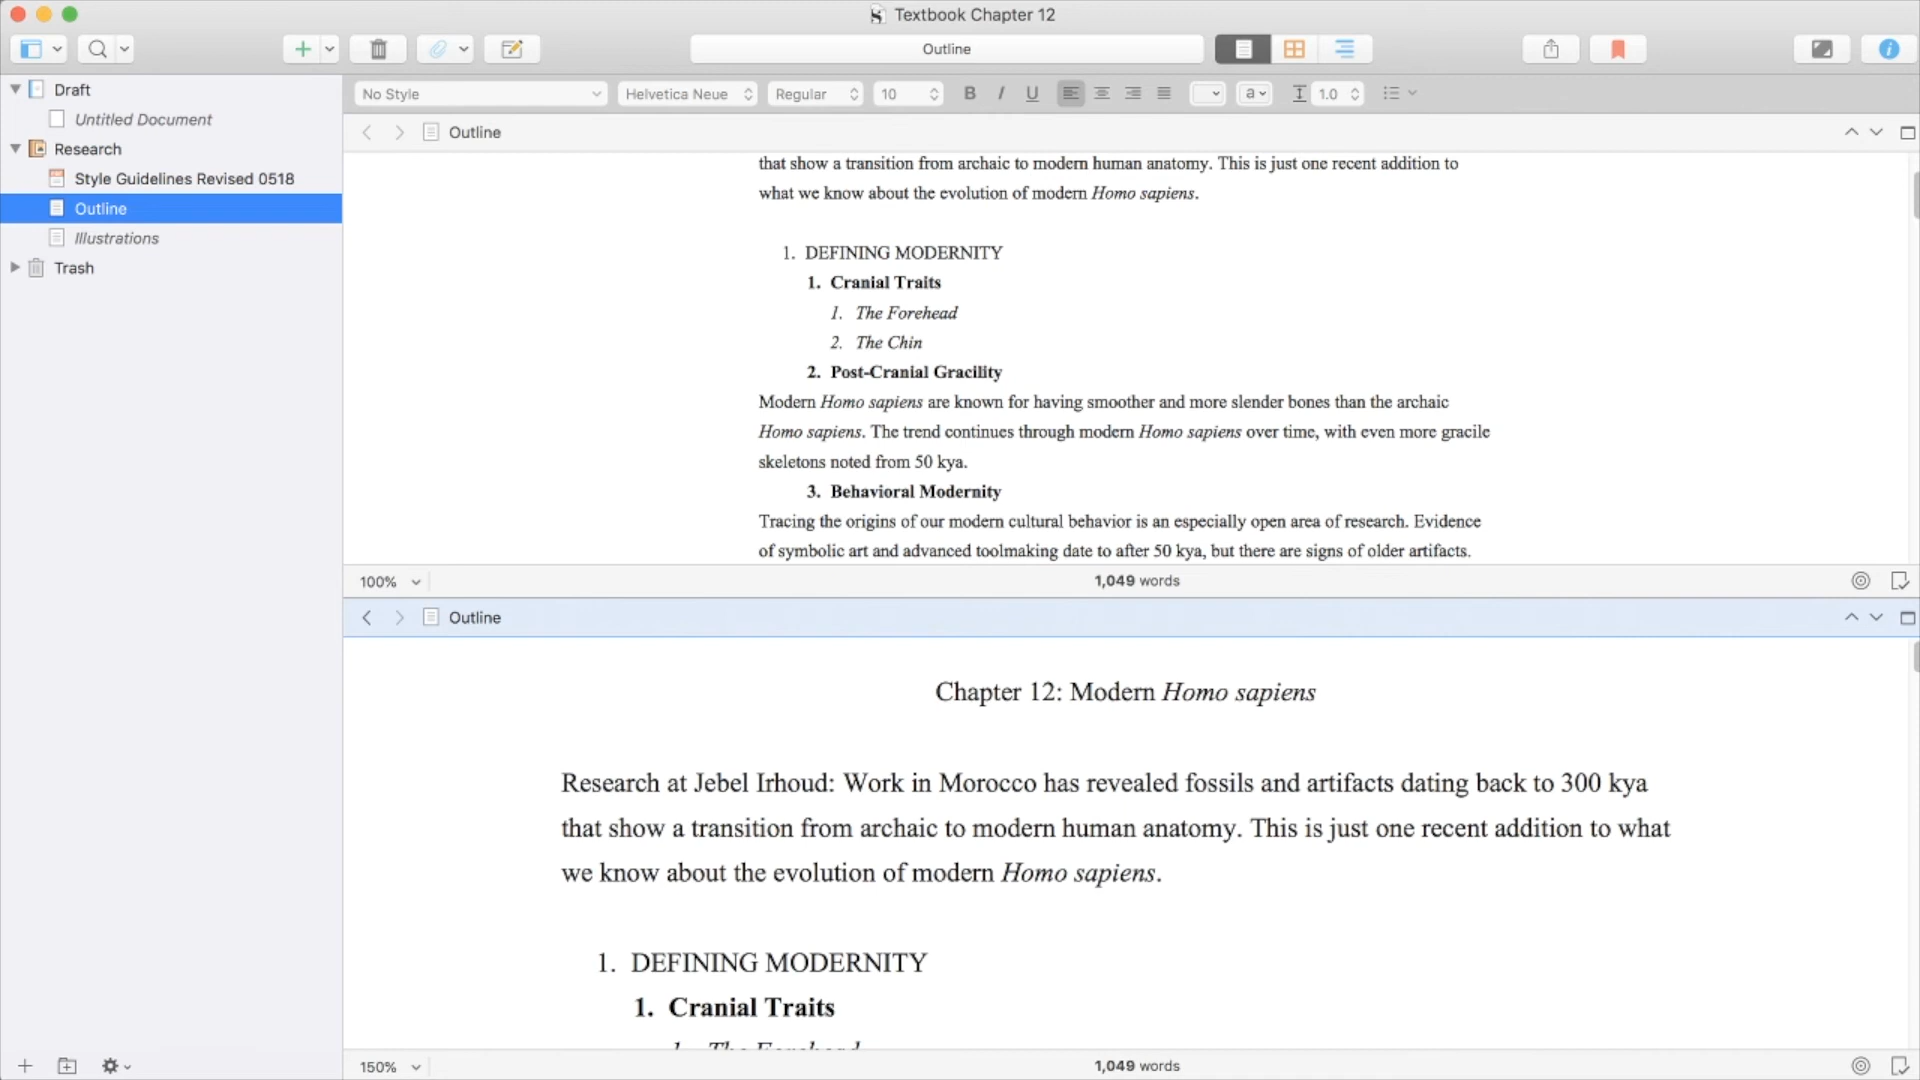 Textbook Chapter 12
Outline
Draft
Untitled Document
Research
Style Guidelines Revised 0518
Outline
Illustrations
Trash
No Style
Helvetica Neue
Regular
10
B I U
a
1.0
Outline
that show a transition from archaic to modern human anatomy. This is just one recent addition to
what we know about the evolution of modern Homo sapiens.
1. DEFINING MODERNITY
1. Cranial Traits
1. The Forehead
2. The Chin
2. Post-Cranial Gracility
Modern Homo sapiens are known for having smoother and more slender bones than the archaic
Homo sapiens. The trend continues through modern Homo sapiens over time, with even more gracile
skeletons noted from 50 kya.
3. Behavioral Modernity
Tracing the origins of our modern cultural behavior is an especially open area of research. Evidence
of symbolic art and advanced toolmaking date to after 50 kya, but there are signs of older artifacts.
100%
1,049 words
Outline
Chapter 12: Modern Homo sapiens
Research at Jebel Irhoud: Work in Morocco has revealed fossils and artifacts dating back to 300 kya
that show a transition from archaic to modern human anatomy. This is just one recent addition to what
we know about the evolution of modern Homo sapiens.
1. DEFINING MODERNITY
1. Cranial Traits
1. The Forehead
150%
1,049 words